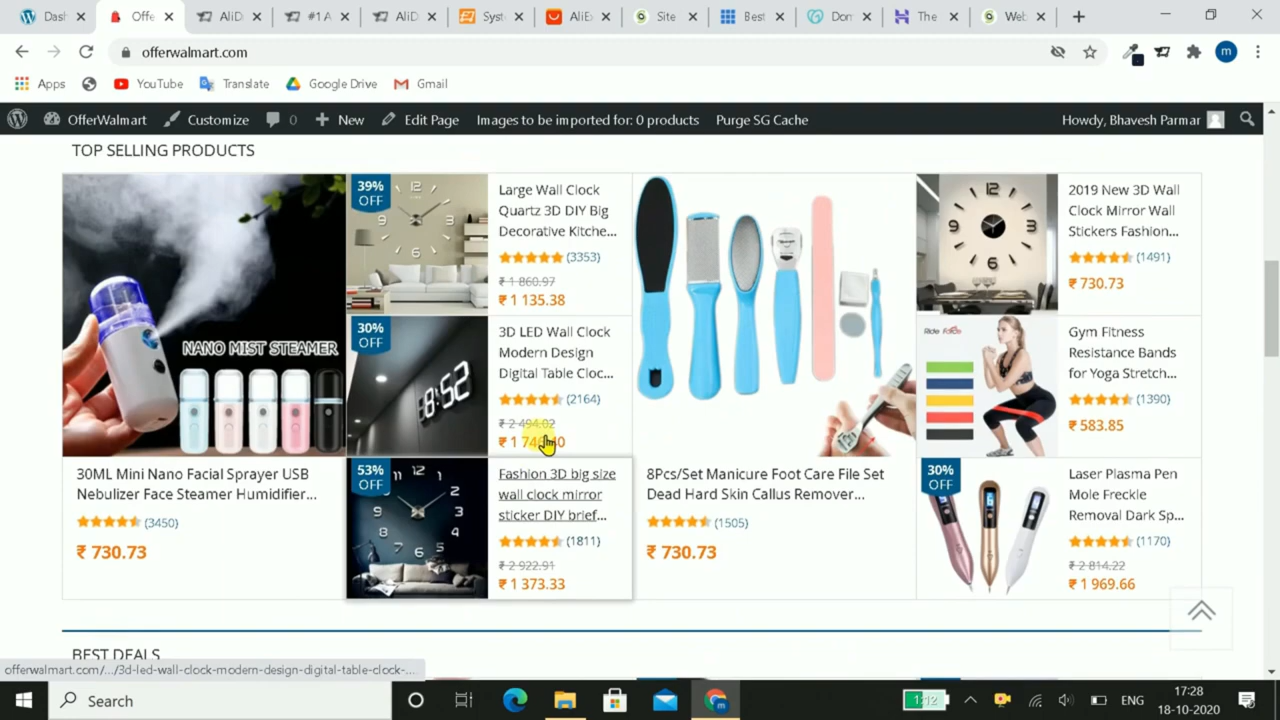 Dash
Offe
AliD
#1 A
AliD
Syst
AliEx
Site
Best
Dom
The
Web
offerwalmart.com
m
Apps
YouTube
Translate
Google Drive
Gmail
OfferWalmart
Customize
0
New
Edit Page
Images to be imported for: 0 products
Purge SG Cache
Howdy, Bhavesh Parmar
TOP SELLING PRODUCTS
NANO MIST STEAMER
30ML Mini Nano Facial Sprayer USB
Nebulizer Face Steamer Humidifier...
(3450)
₹ 730.73
39%
OFF
Large Wall Clock
Quartz 3D DIY Big
Decorative Kitche...
(3353)
₹ 1 860.97
₹ 1 135.38
30%
OFF
8:52
3D LED Wall Clock
Modern Design
Digital Table Cloc...
(2164)
₹ 2 494.02
53%
OFF
Fashion 3D big size
wall clock mirror
sticker DIY brief...
(1811)
₹ 2 922.91
₹ 1 373.33
8Pcs/Set Manicure Foot Care File Set
Dead Hard Skin Callus Remover...
(1505)
₹ 730.73
2019 New 3D Wall
Clock Mirror Wall
Stickers Fashion...
(1491)
₹ 730.73
Gym Fitness
Resistance Bands
for Yoga Stretch...
(1390)
₹ 583.85
30%
OFF
Laser Plasma Pen
Mole Freckle
Removal Dark Sp...
(1170)
₹ 2 814.22
₹ 1 969.66
BEST DEALS
offerwalmart.com/.../3d-led-wall-clock-modern-design-digital-table-clock-...
Search
1:12
ENG
17:28
18-10-2020